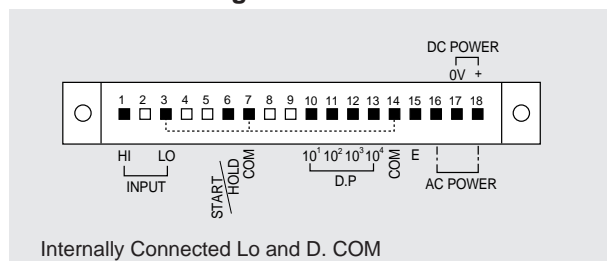 DC POWER
0V +
1 2 3 4 5 6 7 8 9 10 11 12 13 14 15 16 17 18
HI LO START/HOLD COM 10¹ 10² 10³ 10⁴ COM E
INPUT D.P AC POWER
Internally Connected Lo and D. COM